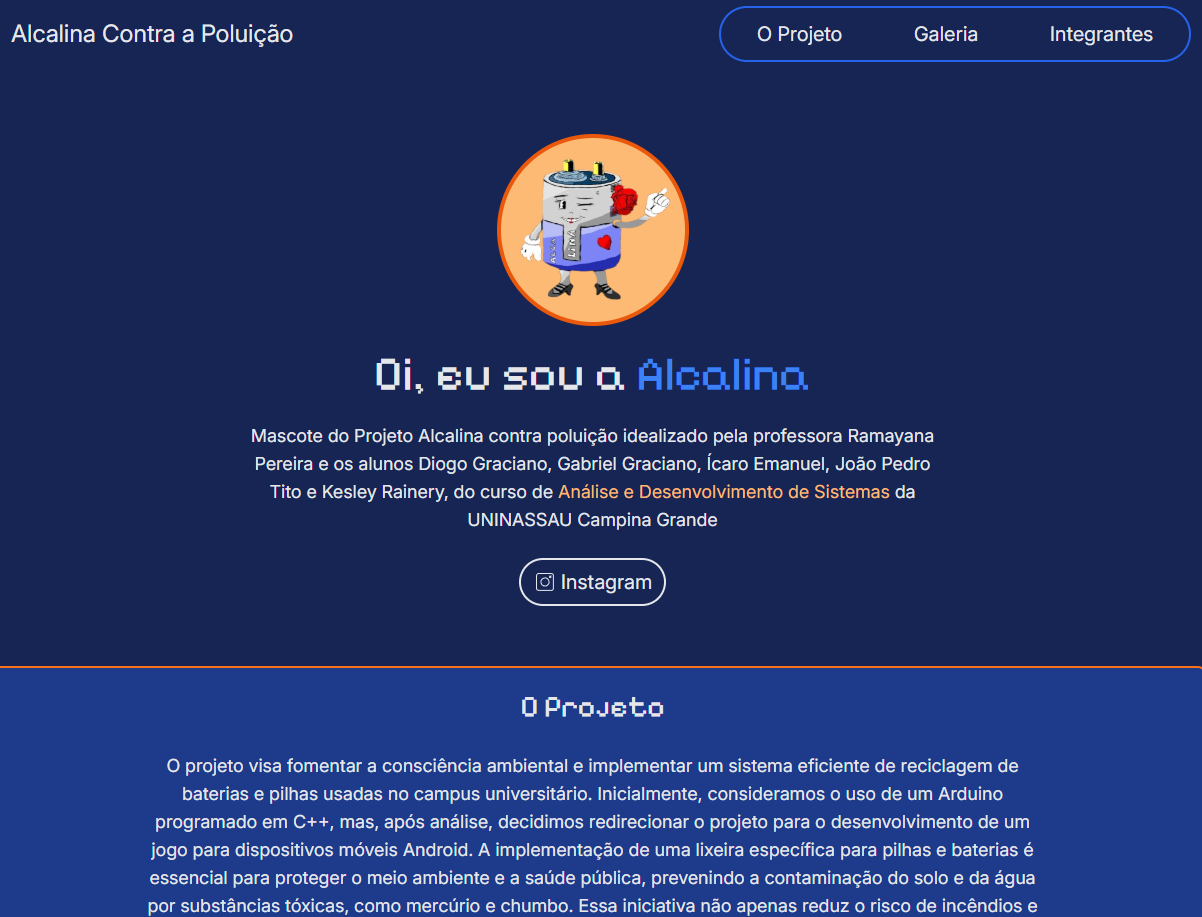 Alcalina Contra a Poluição
O Projeto
Galeria
Integrantes
ALCA
LINA
Oi, eu sou a Alcalina
Mascote do Projeto Alcalina contra poluição idealizado pela professora Ramayana
Pereira e os alunos Diogo Graciano, Gabriel Graciano, Ícaro Emanuel, João Pedro
Tito e Kesley Rainery, do curso de Análise e Desenvolvimento de Sistemas da
UNINASSAU Campina Grande
Instagram
O Projeto
O projeto visa fomentar a consciência ambiental e implementar um sistema eficiente de reciclagem de
baterias e pilhas usadas no campus universitário. Inicialmente, consideramos o uso de um Arduino
programado em C++, mas, após análise, decidimos redirecionar o projeto para o desenvolvimento de um
jogo para dispositivos móveis Android. A implementação de uma lixeira específica para pilhas e baterias é
essencial para proteger o meio ambiente e a saúde pública, prevenindo a contaminação do solo e da água
por substâncias tóxicas, como mercúrio e chumbo. Essa iniciativa não apenas reduz o risco de incêndios e